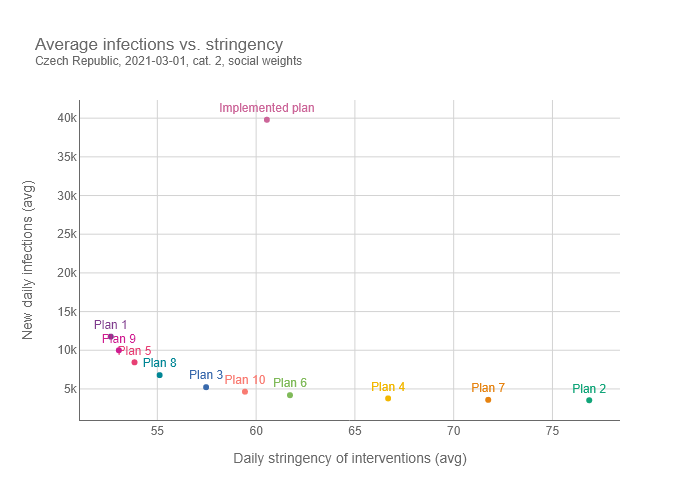 Average infections vs. stringency
Czech Republic, 2021-03-01, cat. 2, social weights
Implemented plan
40k
35k
30k
25k
20k
15k
10k
5k
New daily infections (avg)
Plan 1
Plan 9
Plan 5
Plan 8
Plan 3
Plan 10
Plan 6
Plan 4
Plan 7
Plan 2
55
60
65
70
75
Daily stringency of interventions (avg)